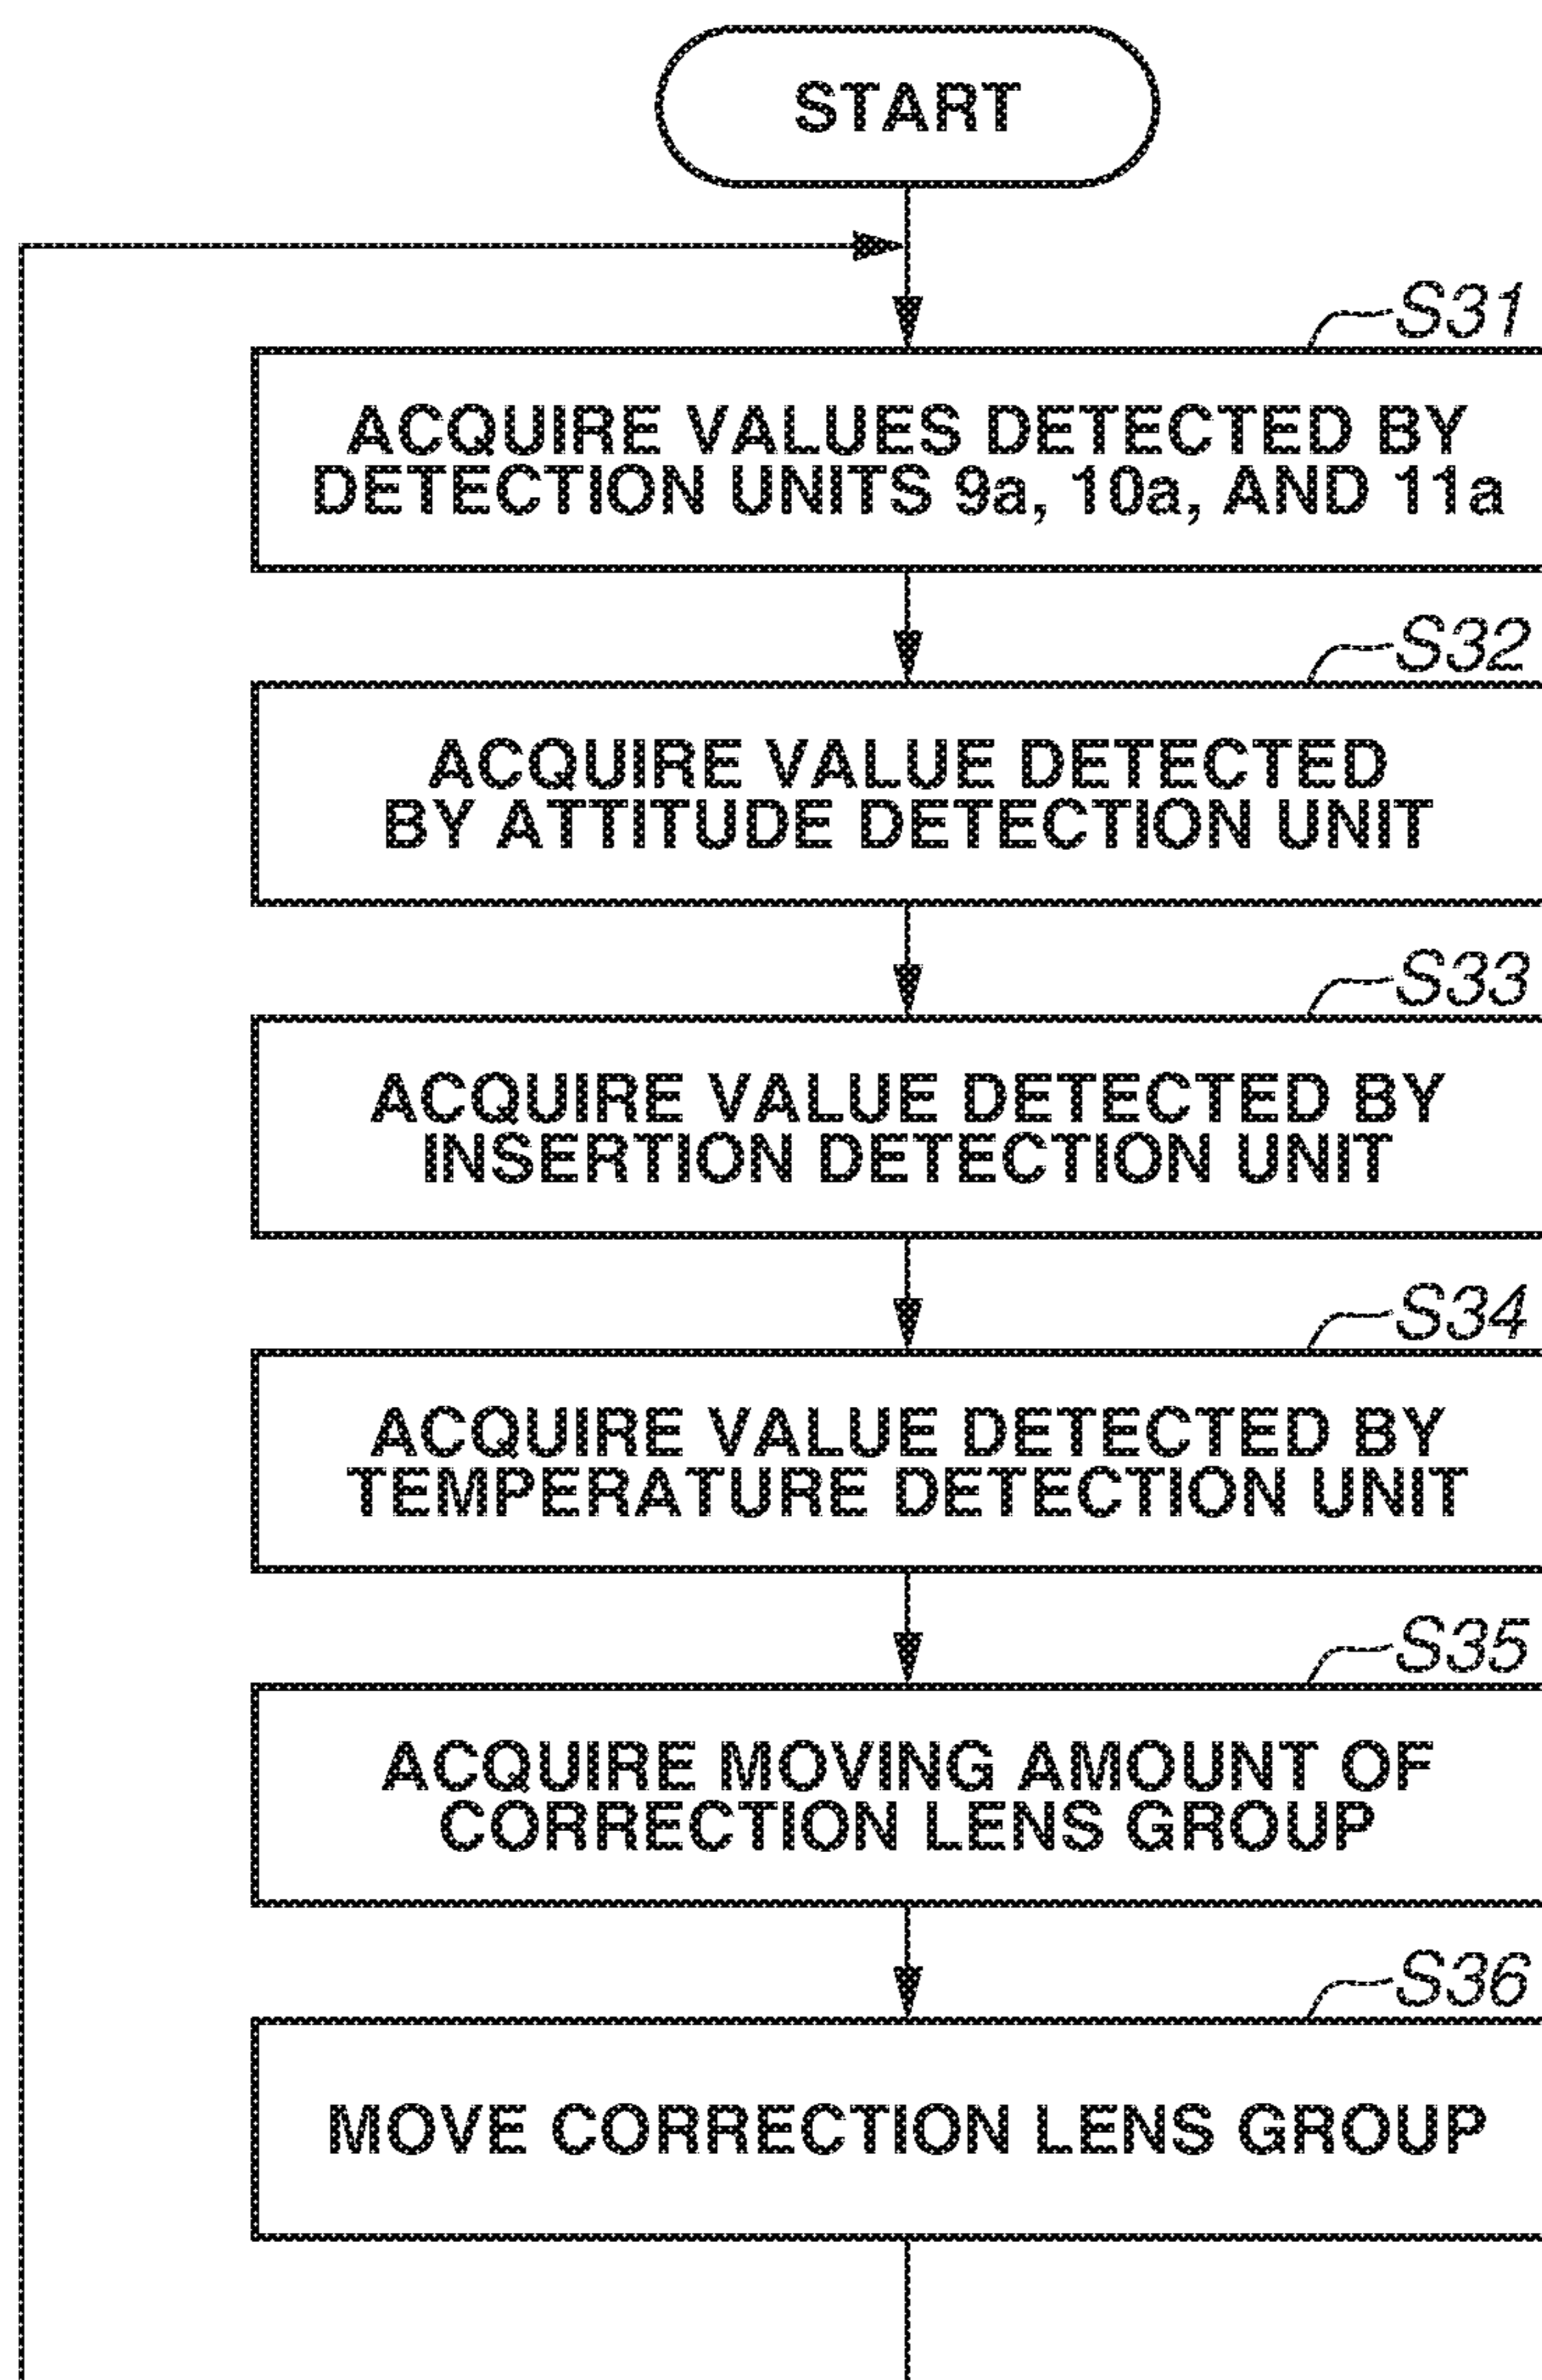 START
S31
ACQUIRE VALUES DETECTED BY
DETECTION UNITS 9a, 10a, AND 11a
S32
ACQUIRE VALUE DETECTED
BY ATTITUDE DETECTION UNIT
S33
ACQUIRE VALUE DETECTED BY
INSERTION DETECTION UNIT
S34
ACQUIRE VALUE DETECTED BY
TEMPERATURE DETECTION UNIT
S35
ACQUIRE MOVING AMOUNT OF
CORRECTION LENS GROUP
S36
MOVE CORRECTION LENS GROUP